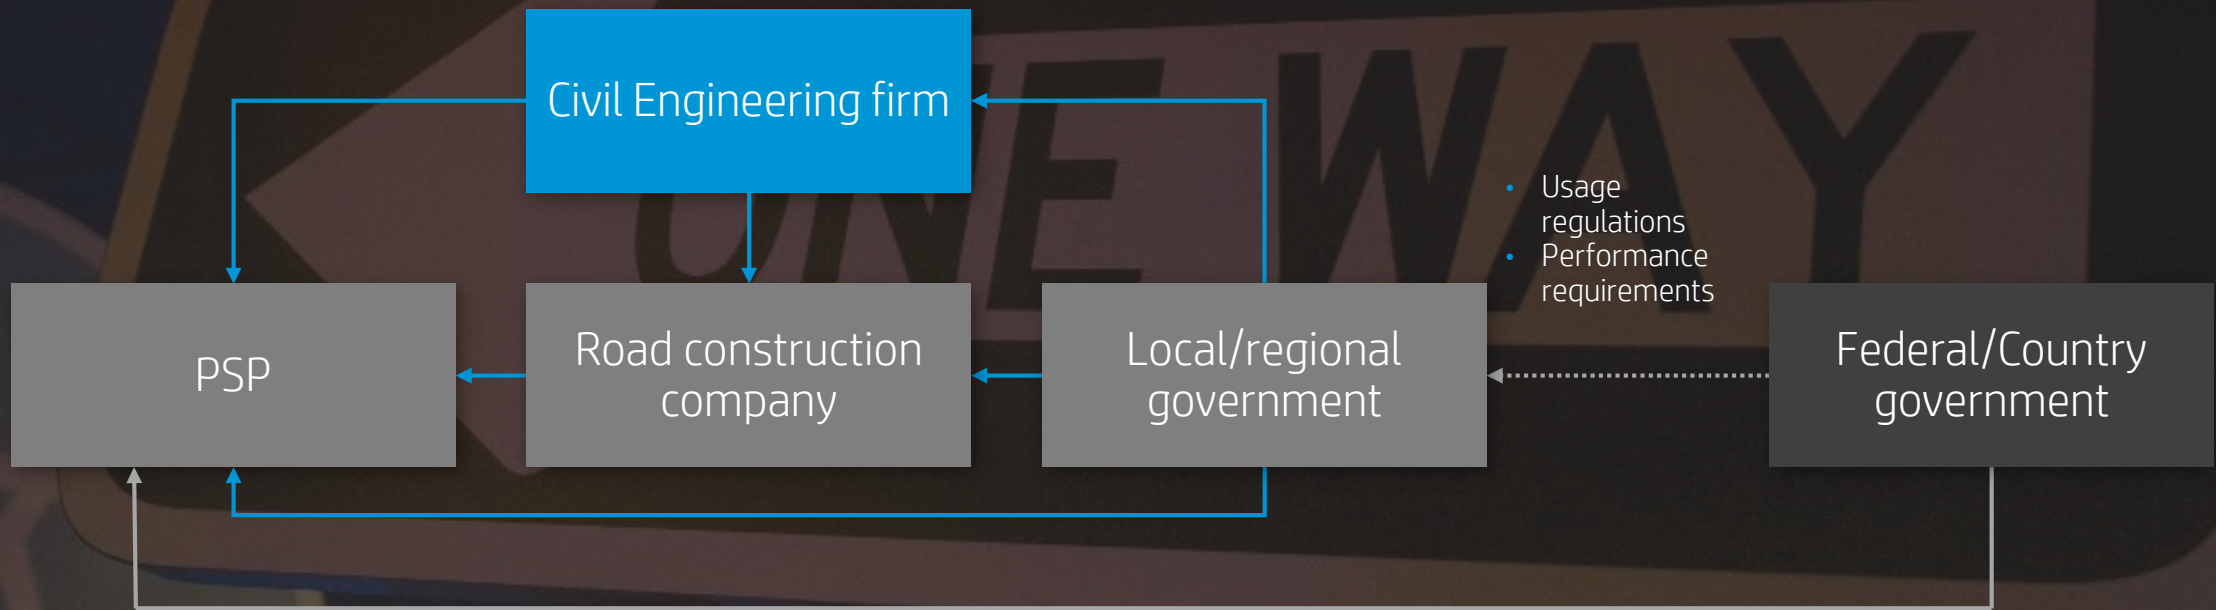 ONE WAY
Civil Engineering firm
• Usage
regulations
• Performance
requirements
PSP
Road construction
company
Local/regional
government
Federal/Country
government